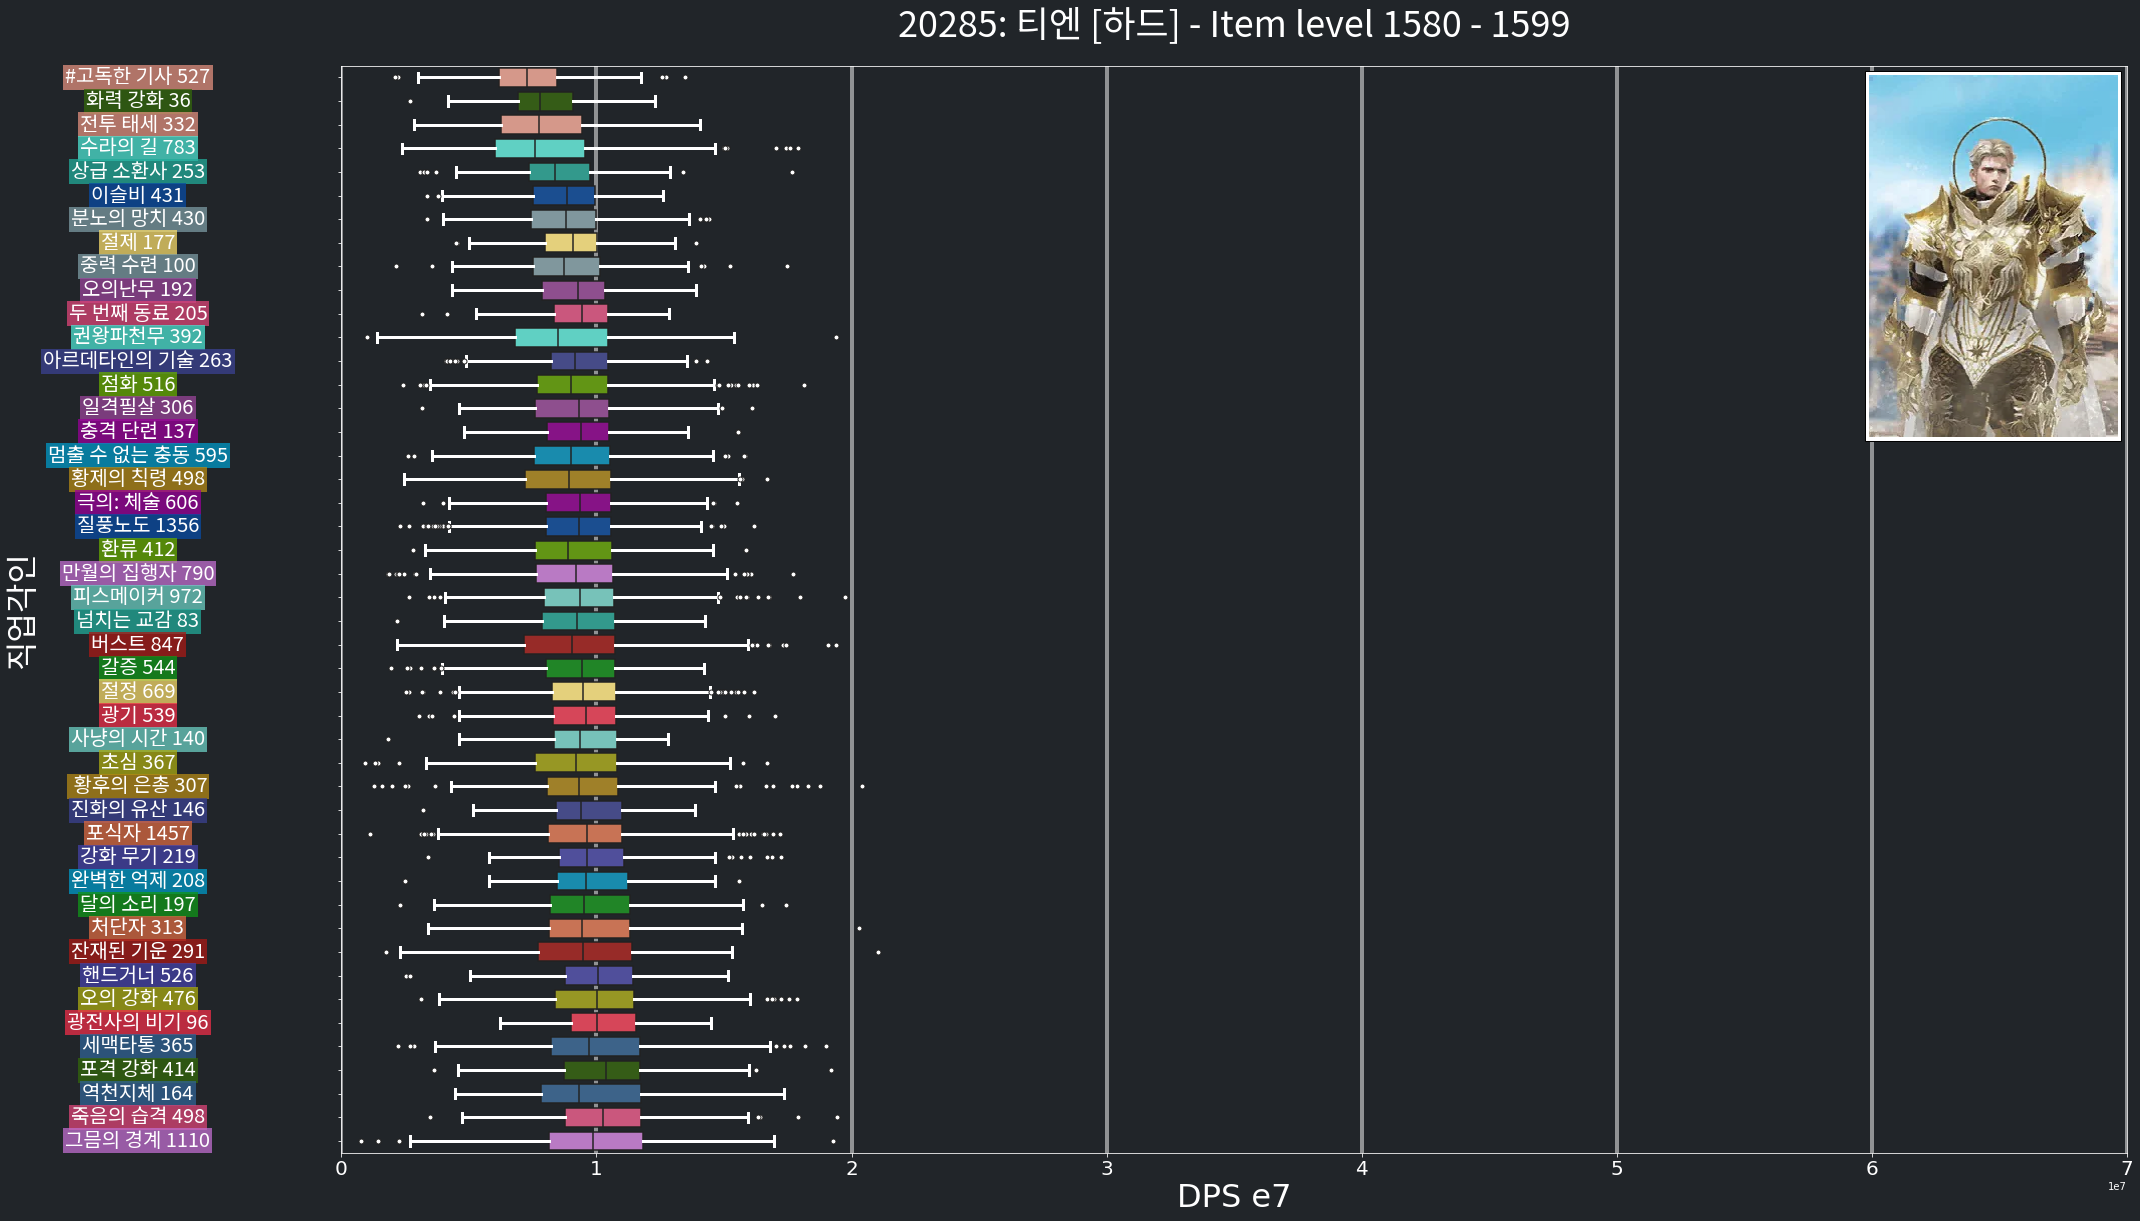 20285: 티엔 [하드] - Item level 1580 - 1599
#고독한 기사 527
화력 강화 36
전투 태세 332
수라의 길 783
상급 소환사 253
이슬비 431
분노의 망치 430
절제 177
중력 수련 100
오의난무 192
두 번째 동료 205
권왕파천무 392
아르데타인의 기술 263
점화 516
일격필살 306
충격 단련 137
멈출 수 없는 충동 595
황제의 칙령 498
극의: 체술 606
질풍노도 1356
환류 412
만월의 집행자 790
피스메이커 972
넘치는 교감 83
버스트 847
갈증 544
절정 669
광기 539
사냥의 시간 140
초심 367
황후의 은총 307
진화의 유산 146
포식자 1457
강화 무기 219
완벽한 억제 208
달의 소리 197
처단자 313
잔재된 기운 291
핸드거너 526
오의 강화 476
광전사의 비기 96
세맥타통 365
포격 강화 414
역천지체 164
죽음의 습격 498
그믐의 경계 1110
직업각인
0 1 2 3 4 5 6 7
DPS e7
1e7